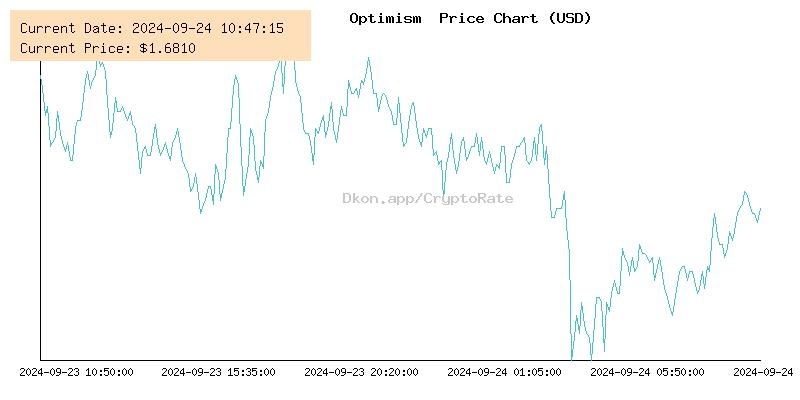 Optimism  Price Chart (USD)
Current Date: 2024-09-24 10:47:15
Current Price: $1.6810
Dkon.app/CryptoRate
2024-09-23 10:50:00 2024-09-23 15:35:00 2024-09-23 20:20:00 2024-09-24 01:05:00 2024-09-24 05:50:00 2024-09-24